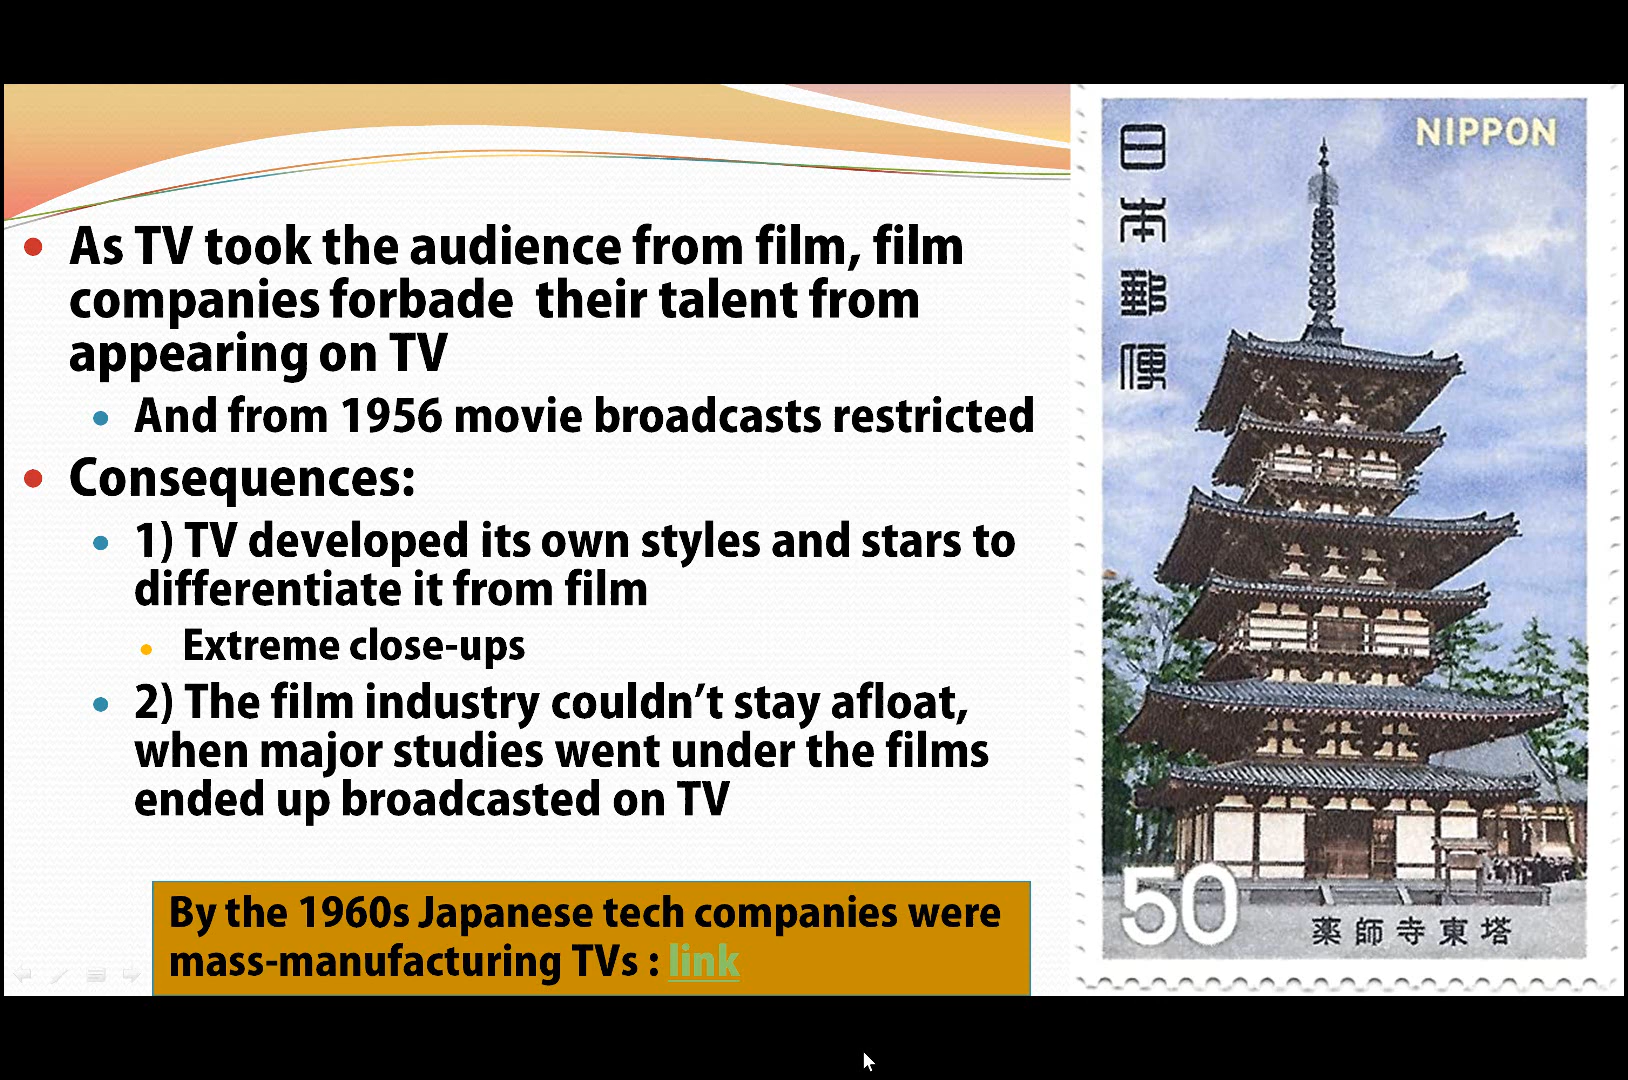 As TV took the audience from film, film
companies forbade  their talent from
appearing on TV
And from 1956 movie broadcasts restricted
Consequences:
1) TV developed its own styles and stars to
differentiate it from film
Extreme close-ups
2) The film industry couldn’t stay afloat,
when major studies went under the films
ended up broadcasted on TV
By the 1960s Japanese tech companies were
mass-manufacturing TVs : link
NIPPON
日本郵便
50
薬師寺東塔